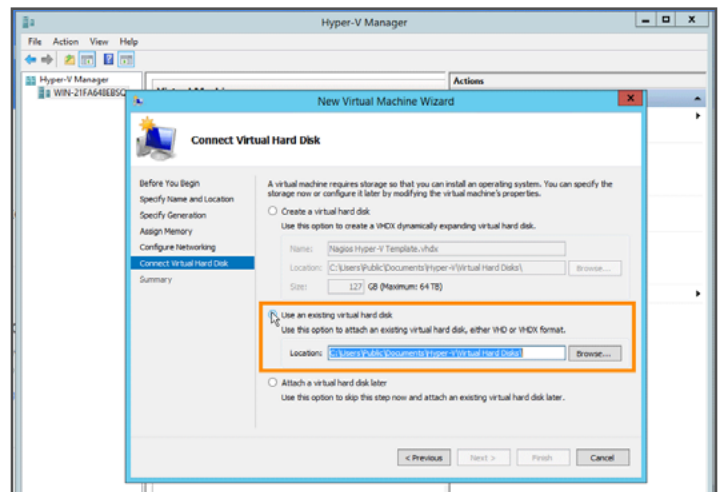 Hyper-V Manager
File Action View Help
Hyper-V Manager
WIN-21FA648EBSQ
Actions
New Virtual Machine Wizard
Connect Virtual Hard Disk
Before You Begin
Specify Name and Location
Specify Generation
Assign Memory
Configure Networking
Connect Virtual Hard Disk
Summary
A virtual machine requires storage so that you can install an operating system. You can specify the
storage now or configure it later by modifying the virtual machine's properties.
Create a virtual hard disk
Use this option to create a VHDX dynamically expanding virtual hard disk.
Name: Nagios Hyper-V Template.vhdx
Location: C:\Users\Public\Documents\Hyper-V\Virtual Hard Disks\ Browse...
Size: 127 GB (Maximum: 64 TB)
Use an existing virtual hard disk
Use this option to attach an existing virtual hard disk, either VHD or VHDX format.
Location: C:\Users\Public\Documents\Hyper-V\Virtual Hard Disks\ Browse...
Attach a virtual hard disk later
Use this option to skip this step now and attach an existing virtual hard disk later.
< Previous Next > Finish Cancel